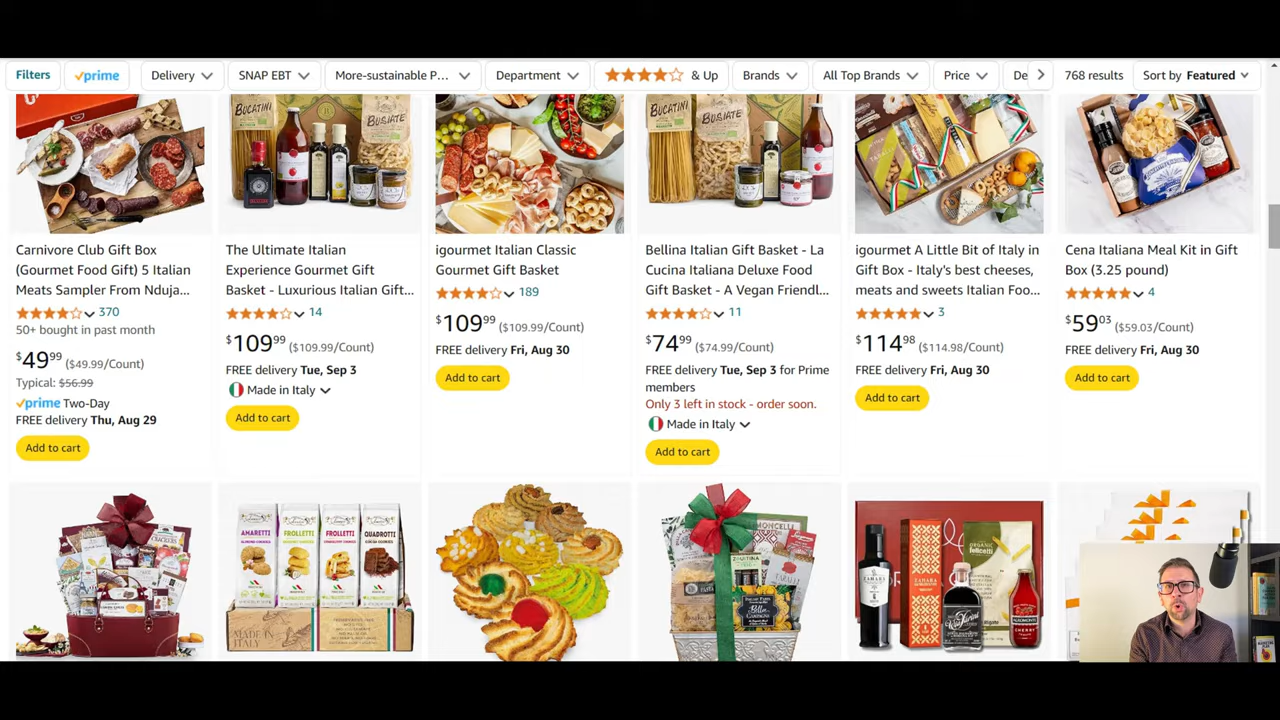 Filters
prime
Delivery
SNAP EBT
More-sustainable P...
Department
& Up
Brands
All Top Brands
Price
De
768 results
Sort by Featured
BUCATINI
BUSIATE
BUCATINI
BUSIATE
Carnivore Club Gift Box
(Gourmet Food Gift) 5 Italian
Meats Sampler From Nduja...
370
50+ bought in past month
$49.99 ($49.99/Count)
Typical: $56.99
prime Two-Day
FREE delivery Thu, Aug 29
Add to cart
The Ultimate Italian
Experience Gourmet Gift
Basket - Luxurious Italian Gift...
14
$109.99 ($109.99/Count)
FREE delivery Tue, Sep 3
Made in Italy
Add to cart
igourmet Italian Classic
Gourmet Gift Basket
189
$109.99 ($109.99/Count)
FREE delivery Fri, Aug 30
Add to cart
Bellina Italian Gift Basket - La
Cucina Italiana Deluxe Food
Gift Basket - A Vegan Friendl...
11
$74.99 ($74.99/Count)
FREE delivery Tue, Sep 3 for Prime
members
Only 3 left in stock - order soon.
Made in Italy
Add to cart
igourmet A Little Bit of Italy in
Gift Box - Italy's best cheeses,
meats and sweets Italian Foo...
3
$114.98 ($114.98/Count)
FREE delivery Fri, Aug 30
Add to cart
Cena Italiana Meal Kit in Gift
Box (3.25 pound)
4
$59.03 ($59.03/Count)
FREE delivery Fri, Aug 30
Add to cart
AMARETTI
FROLLETTI
FROLLETTI
QUADROTTI
MADE IN
ITALY
MONCELLI
ORGANIC
felicetti
CHERRY